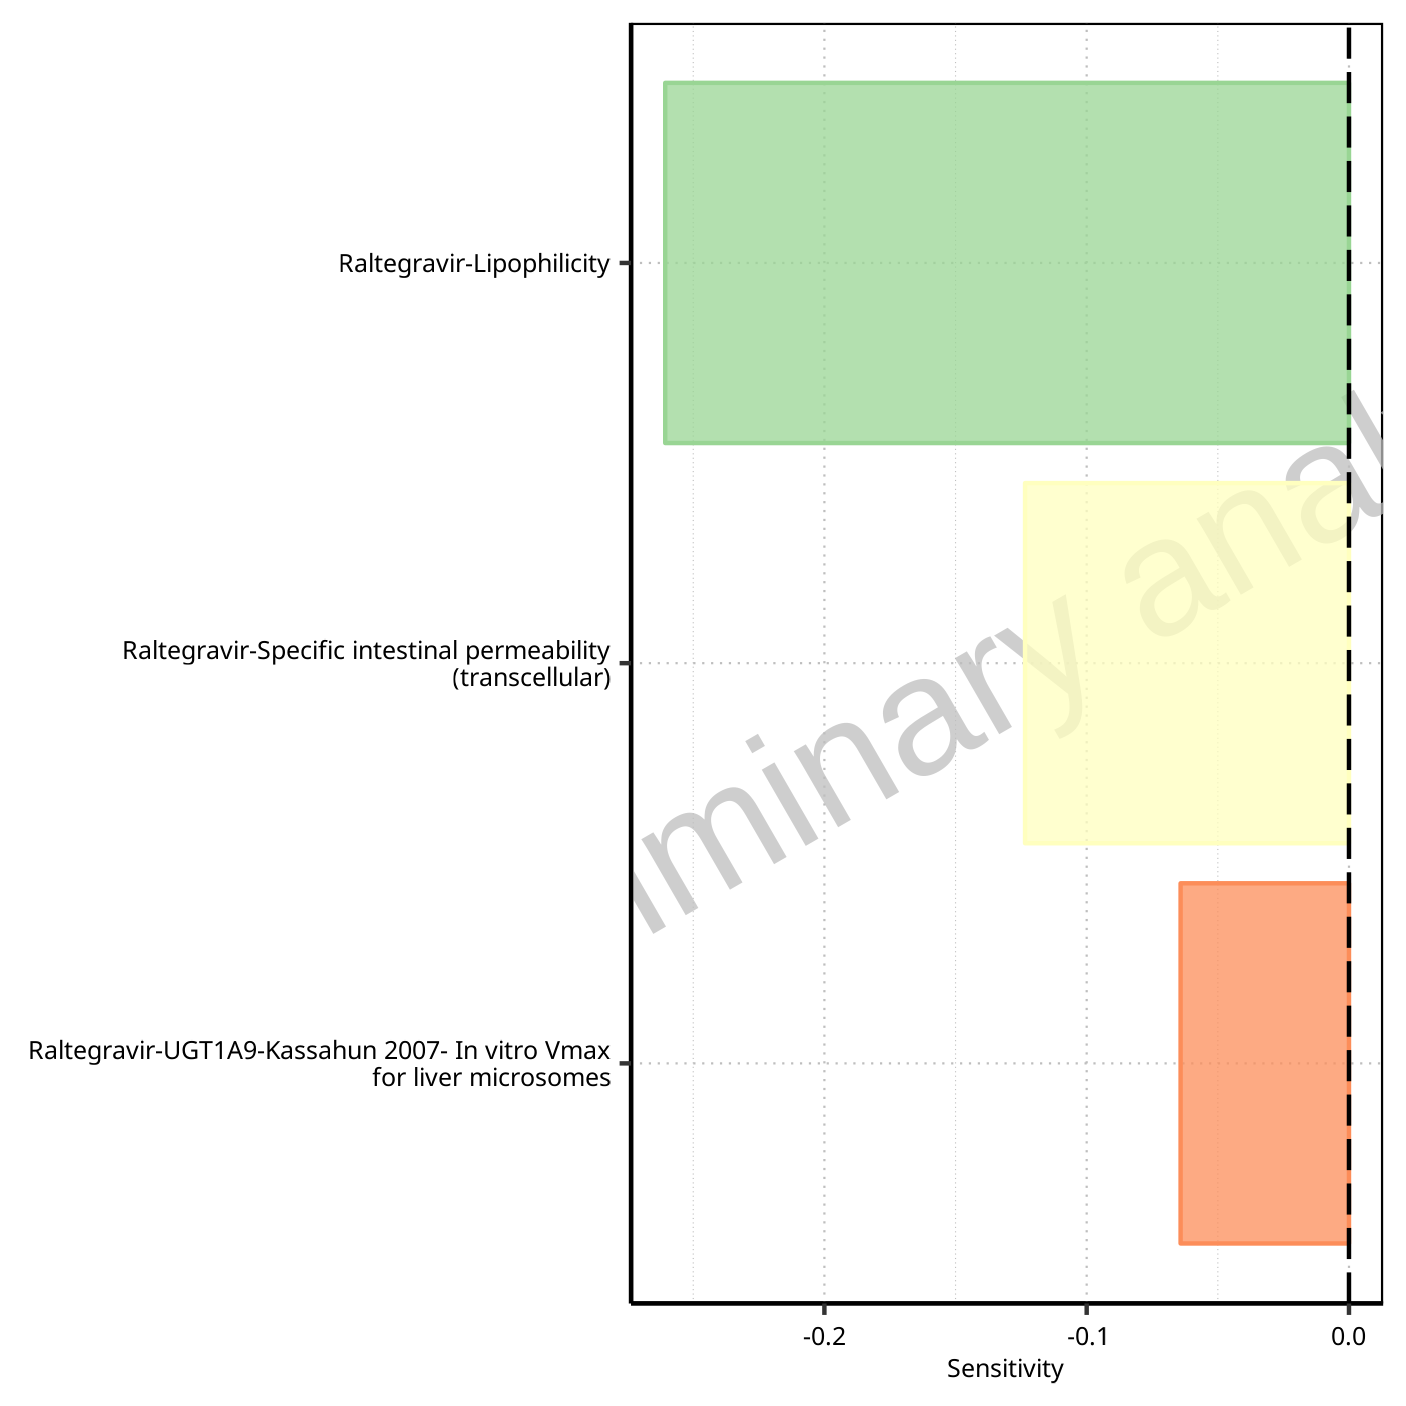 Raltegravir-Lipophilicity
Raltegravir-Specific intestinal permeability
(transcellular)
Raltegravir-UGT1A9-Kassahun 2007- In vitro Vmax
for liver microsomes
minary anal
-0.2
-0.1
0.0
Sensitivity